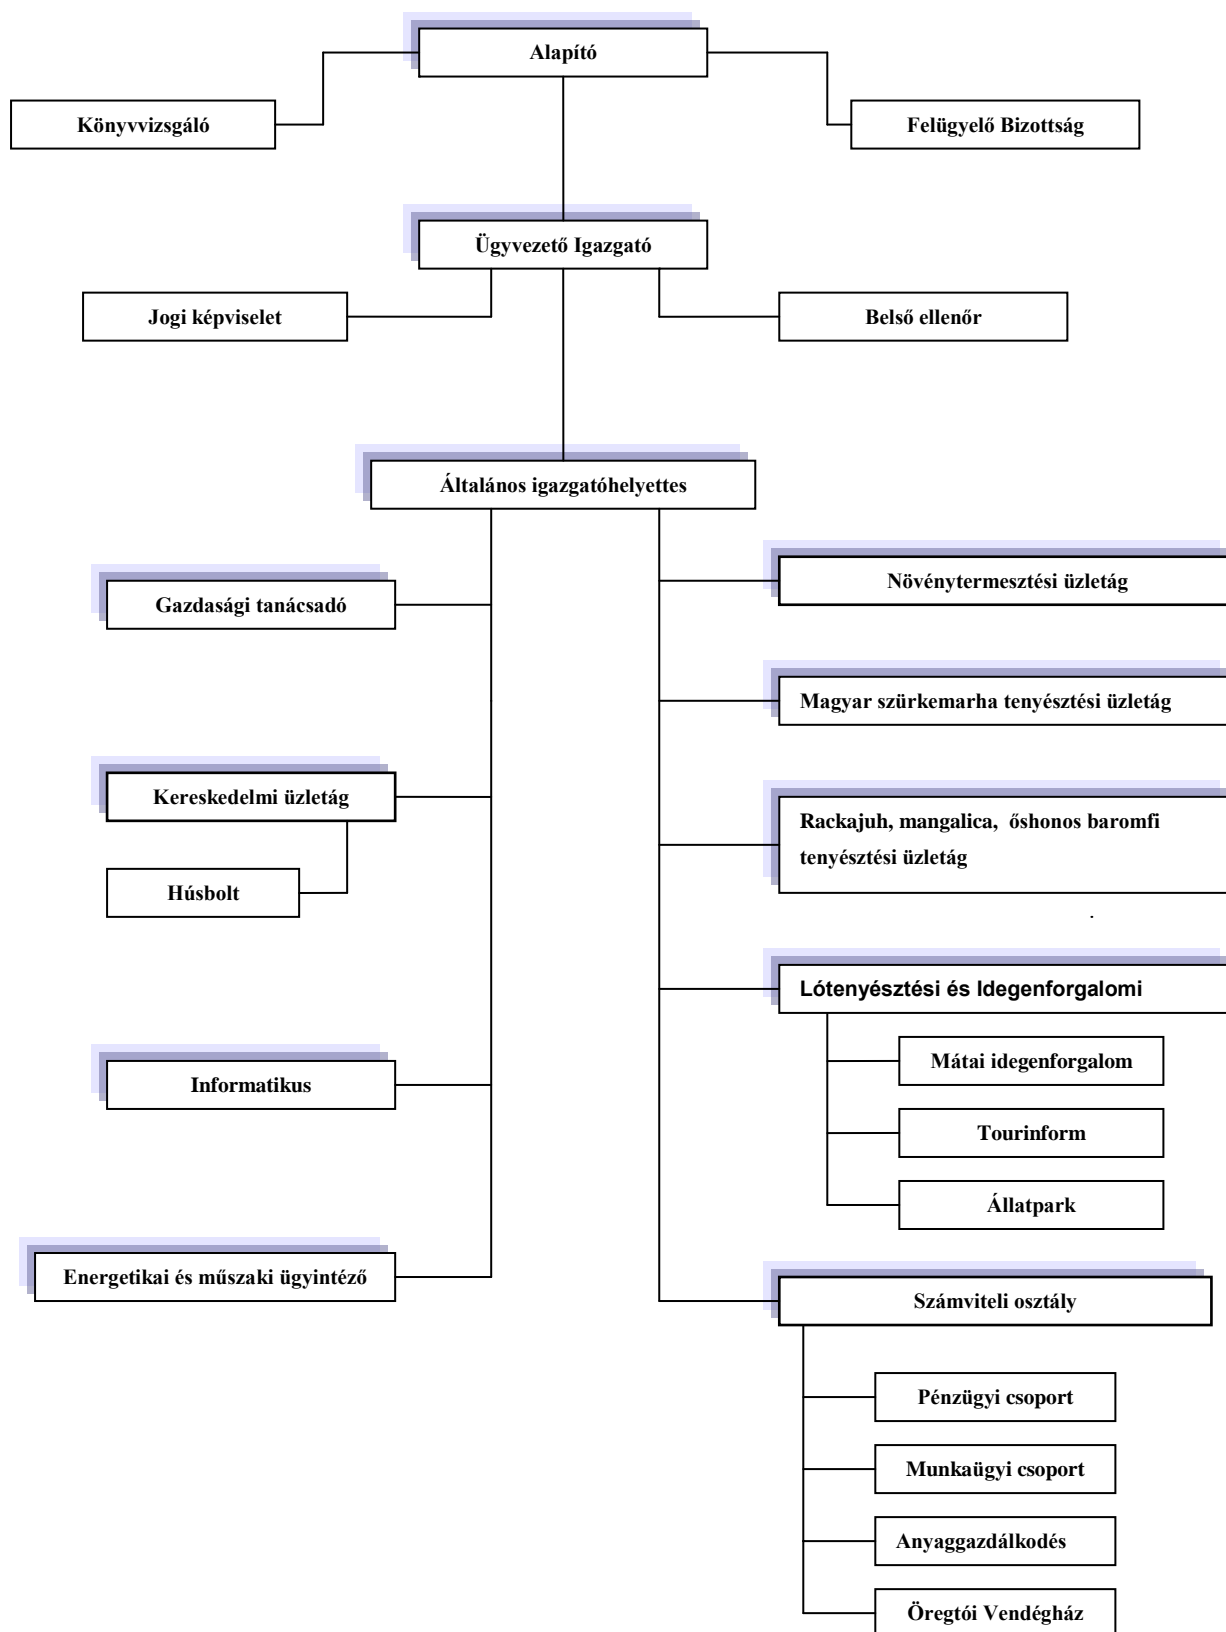 Alapító
Könyvvizsgáló
Felügyelő Bizottság
Ügyvezető Igazgató
Jogi képviselet
Belső ellenőr
Általános igazgatóhelyettes
Növénytermesztési üzletág
Gazdasági tanácsadó
Magyar szürkemarha tenyésztési üzletág
Kereskedelmi üzletág
Rackajuh, mangalica, őshonos baromfi
tenyésztési üzletág
Húsbolt
.
Lótenyésztési és Idegenforgalomi
Mátai idegenforgalom
Informatikus
Tourinform
Állatpark
Energetikai és műszaki ügyintéző
Számviteli osztály
Pénzügyi csoport
Munkaügyi csoport
Anyaggazdálkodés
Öregtói Vendégház